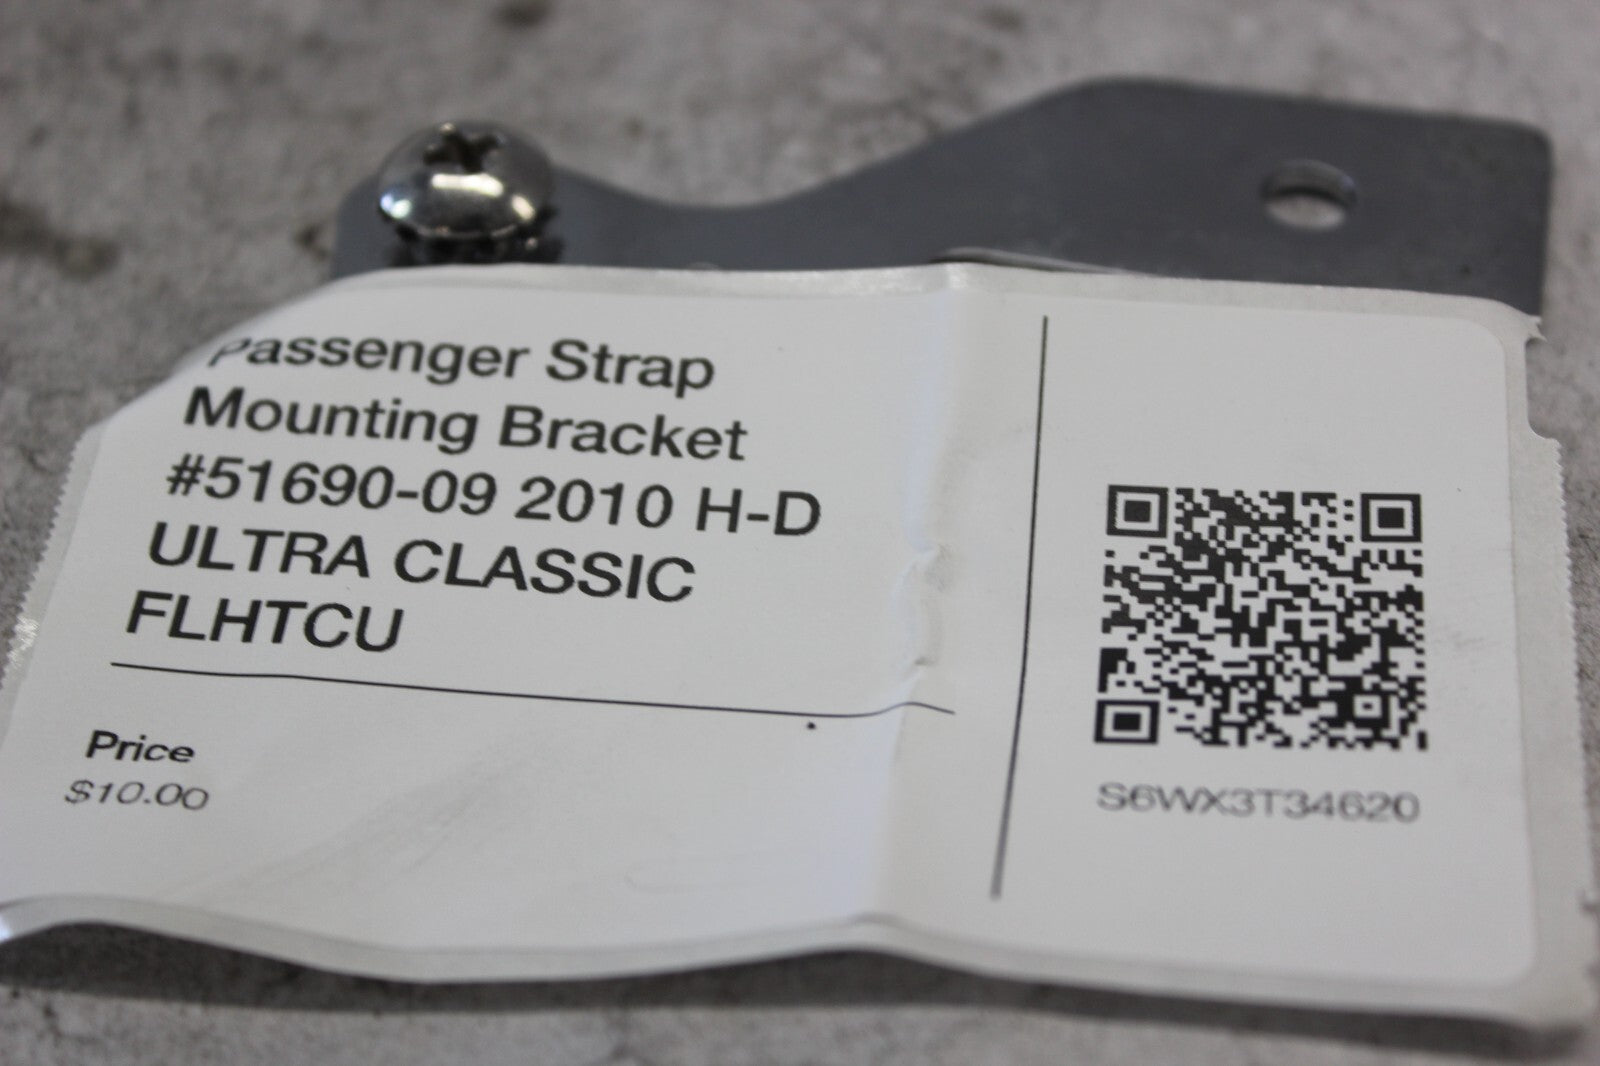 Passenger Strap
Mounting Bracket
#51690-09 2010 H-D
ULTRA CLASSIC
FLHTCU
Price
$10.00
S6WX3T34620